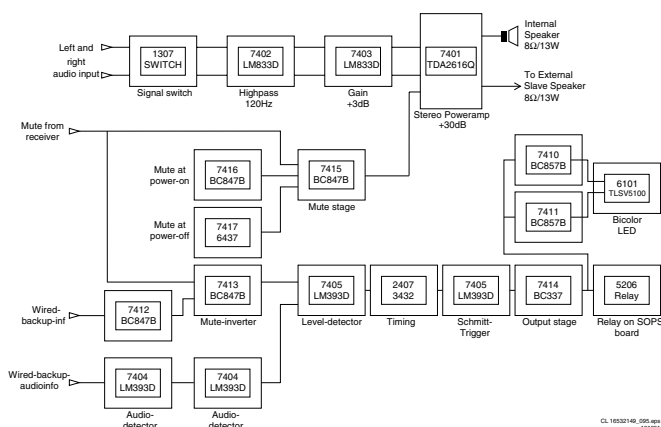 Left and
right
audio input
1307
SWITCH
Signal switch
7402
LM833D
Highpass
120Hz
7403
LM833D
Gain
+3dB
7401
TDA2616Q
Stereo Poweramp
+30dB
Internal
Speaker
8Ω/13W
To External
Slave Speaker
8Ω/13W
Mute from
receiver
Mute at
power-on
7416
BC847B
7415
BC847B
Mute stage
Mute at
power-off
7417
6437
7410
BC857B
7411
BC857B
6101
TLSV5100
Bicolor
LED
Wired-
backup-inf
7412
BC847B
7413
BC847B
Mute-inverter
7405
LM393D
Level-detector
2407
3432
Timing
7405
LM393D
Schmitt-
Trigger
7414
BC337
Output stage
5206
Relay
Relay on SOPS
board
Wired-backup-
audioinfo
7404
LM393D
Audio-
detector
7404
LM393D
Audio-
detector
CL 16532149_095.eps